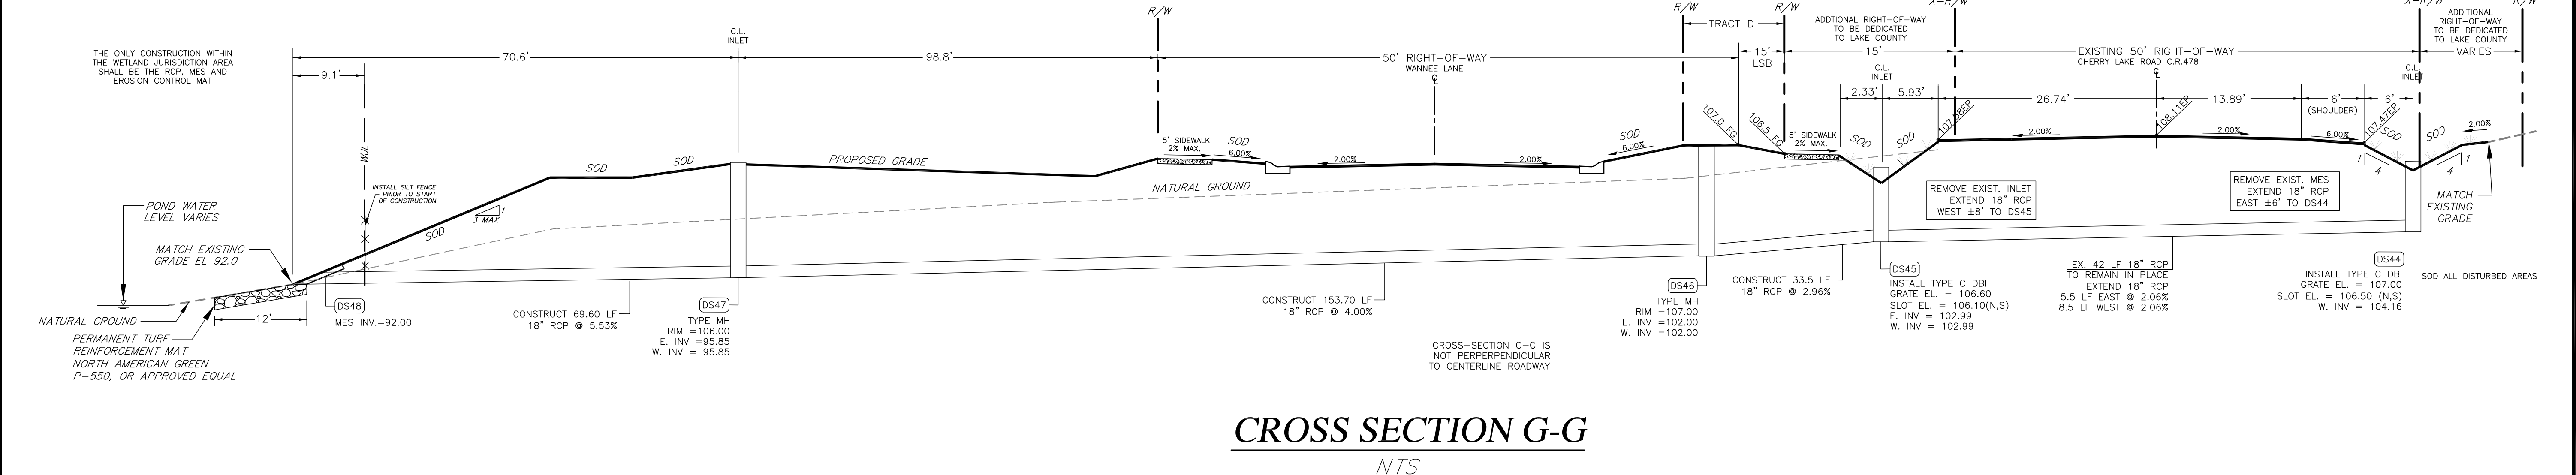 THE ONLY CONSTRUCTION WITHIN
THE WETLAND JURISDICTION AREA
SHALL BE THE RCP, MES AND
EROSION CONTROL MAT
9.1'
70.6'
C.L.
INLET
98.8'
R/W
50' RIGHT-OF-WAY
WANNEE LANE
℄
R/W
TRACT D
15'
LSB
R/W
ADDTIONAL RIGHT-OF-WAY
TO BE DEDICATED
TO LAKE COUNTY
15'
X-R/W
EXISTING 50' RIGHT-OF-WAY
CHERRY LAKE ROAD C.R.478
℄
X-R/W
ADDITIONAL
RIGHT-OF-WAY
TO BE DEDICATED
TO LAKE COUNTY
VARIES
R/W
C.L.
INLET
2.33'
5.93'
26.74'
13.89'
6'
(SHOULDER)
6'
C.L.
INLET
WJL
INSTALL SILT FENCE
PRIOR TO START
OF CONSTRUCTION
POND WATER
LEVEL VARIES
MATCH EXISTING
GRADE EL 92.0
SOD
1
3 MAX
SOD
SOD
PROPOSED GRADE
NATURAL GROUND
5' SIDEWALK
2% MAX.
SOD
6.00%
2.00%
2.00%
SOD
6.00%
107.0 FG
106.5 FG
5' SIDEWALK
2% MAX.
SOD
SOD
2.00%
108.11EP
2.00%
6.00%
107.47EP
SOD
SOD
2.00%
1
4
1
4
MATCH
EXISTING
GRADE
REMOVE EXIST. INLET
EXTEND 18" RCP
WEST ±8' TO DS45
REMOVE EXIST. MES
EXTEND 18" RCP
EAST ±6' TO DS44
NATURAL GROUND
12'
PERMANENT TURF
REINFORCEMENT MAT
NORTH AMERICAN GREEN
P-550, OR APPROVED EQUAL
DS48
MES INV.=92.00
CONSTRUCT 69.60 LF
18" RCP @ 5.53%
DS47
TYPE MH
RIM =106.00
E. INV =95.85
W. INV = 95.85
CONSTRUCT 153.70 LF
18" RCP @ 4.00%
CROSS-SECTION G-G IS
NOT PERPERPENDICULAR
TO CENTERLINE ROADWAY
DS46
TYPE MH
RIM =107.00
E. INV =102.00
W. INV =102.00
CONSTRUCT 33.5 LF
18" RCP @ 2.96%
DS45
INSTALL TYPE C DBI
GRATE EL. = 106.60
SLOT EL. = 106.10(N,S)
E. INV = 102.99
W. INV = 102.99
EX. 42 LF 18" RCP
TO REMAIN IN PLACE
EXTEND 18" RCP
5.5 LF EAST @ 2.06%
8.5 LF WEST @ 2.06%
DS44
INSTALL TYPE C DBI
GRATE EL. = 107.00
SLOT EL. = 106.50 (N,S)
W. INV = 104.16
SOD ALL DISTURBED AREAS
CROSS SECTION G-G
NTS